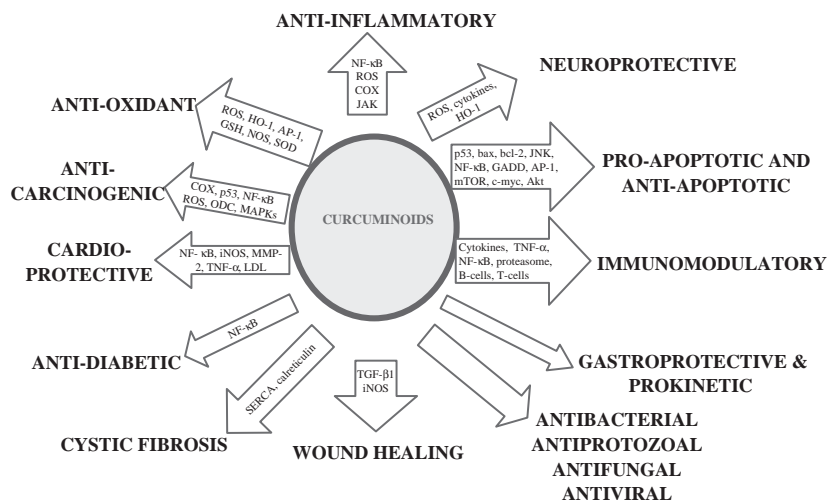 ANTI-INFLAMMATORY
NF-κB
ROS
COX
JAK
NEUROPROTECTIVE
ROS, cytokines,
HO-1
ANTI-OXIDANT
ROS, HO-1, AP-1,
GSH, NOS, SOD
PRO-APOPTOTIC AND
ANTI-APOPTOTIC
p53, bax, bcl-2, JNK,
NF-κB, GADD, AP-1,
mTOR, c-myc, Akt
ANTI-
CARCINOGENIC
COX, p53, NF-κB
ROS, ODC, MAPKs
CURCUMINOIDS
CARDIO-
PROTECTIVE
NF- κB, iNOS, MMP-
2, TNF-α, LDL
Cytokines, TNF-α,
NF-κB, proteasome,
B-cells, T-cells
IMMUNOMODULATORY
ANTI-DIABETIC
NF-κB
GASTROPROTECTIVE &
PROKINETIC
CYSTIC FIBROSIS
SERCA, calreticulin
TGF-β1
iNOS
WOUND HEALING
ANTIBACTERIAL
ANTIPROTOZOAL
ANTIFUNGAL
ANTIVIRAL